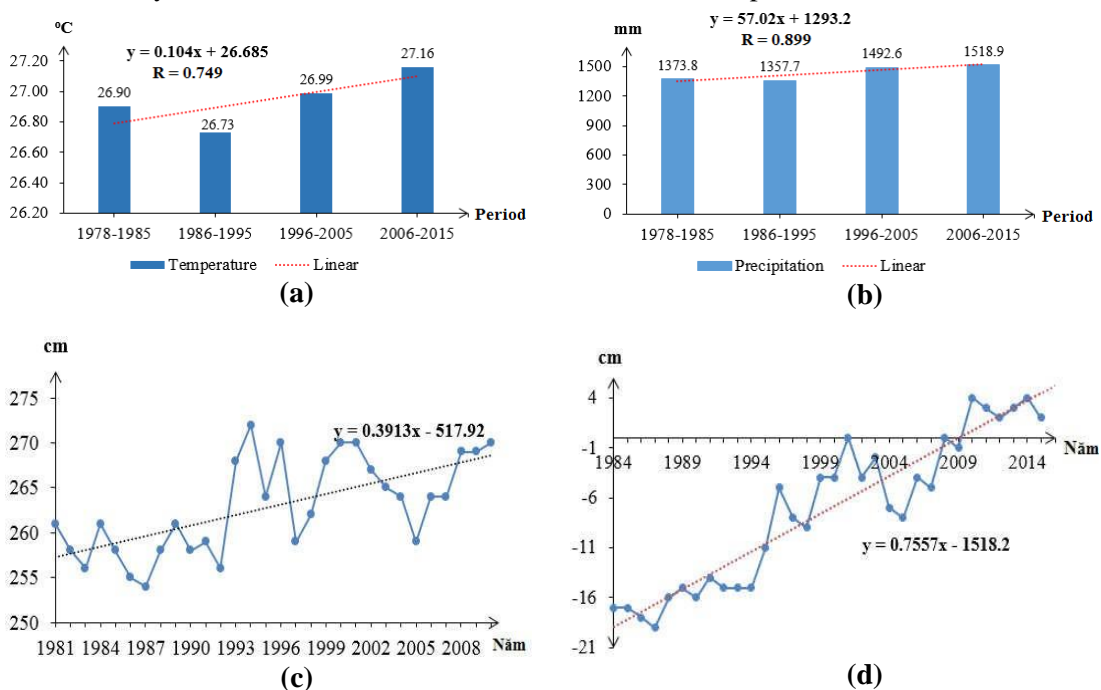 ºC
y = 0.104x + 26.685
R = 0.749
27.20
27.00
26.80
26.60
26.40
26.20
26.90
26.73
26.99
27.16
1978-1985
1986-1995
1996-2005
2006-2015
Period
Temperature
Linear
(a)
mm
y = 57.02x + 1293.2
R = 0.899
1500
1200
900
600
300
0
1373.8
1357.7
1492.6
1518.9
1978-1985
1986-1995
1996-2005
2006-2015
Period
Precipitation
Linear
(b)
cm
275
270
265
260
255
250
y = 0.3913x - 517.92
1981 1984 1987 1990 1993 1996 1999 2002 2005 2008
Năm
(c)
cm
4
-1
-6
-11
-16
-21
1984 1989 1994 1999 2004 2009 2014
Năm
y = 0.7557x - 1518.2
(d)